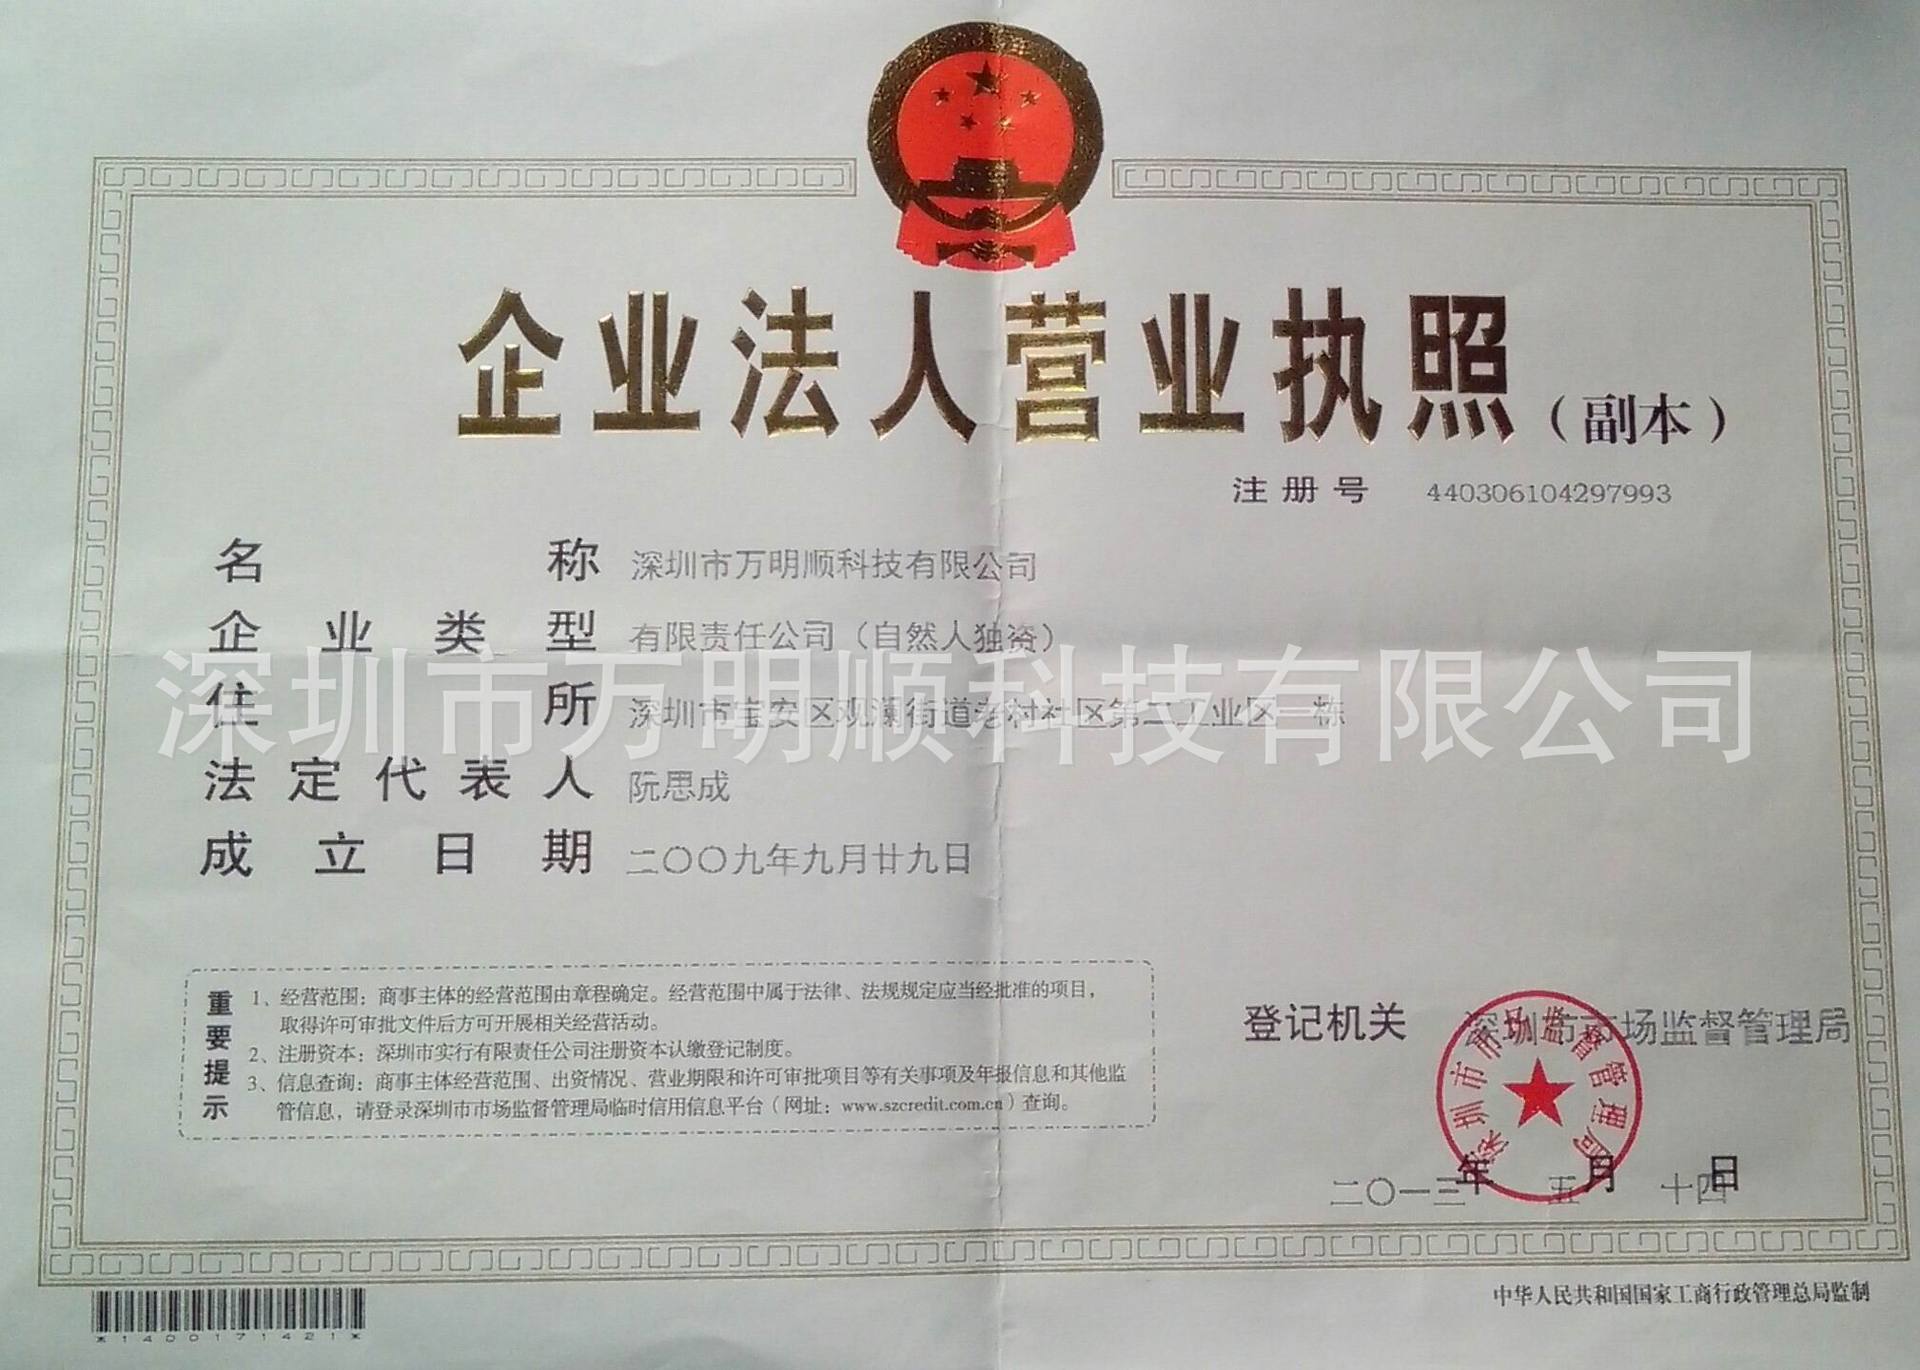 企业法人营业执照（副本）
注册号 440306104297993
名称 深圳市万明顺科技有限公司
企业类型 有限责任公司（自然人独资）
深圳市万明顺科技有限公司
住所 深圳市宝安区观澜街道老村社区第二工业区一栋
法定代表人 阮思成
成立日期 二〇〇九年九月廿九日
重要提示
1、经营范围：商事主体的经营范围由章程确定。经营范围中属于法律、法规规定应当经批准的项目，
取得许可审批文件后方可开展相关经营活动。
2、注册资本：深圳市实行有限责任公司注册资本认缴登记制度。
3、信息查询：商事主体经营范围、出资情况、营业期限和许可审批项目等有关事项及年报信息和其他监
管信息，请登录深圳市市场监督管理局临时信用信息平台（网址：www.szcredit.com.cn）查询。
登记机关 深圳市市场监督管理局
深圳市市场监督管理局
二〇一三年五月十四日
*1400171421*
中华人民共和国国家工商行政管理总局监制